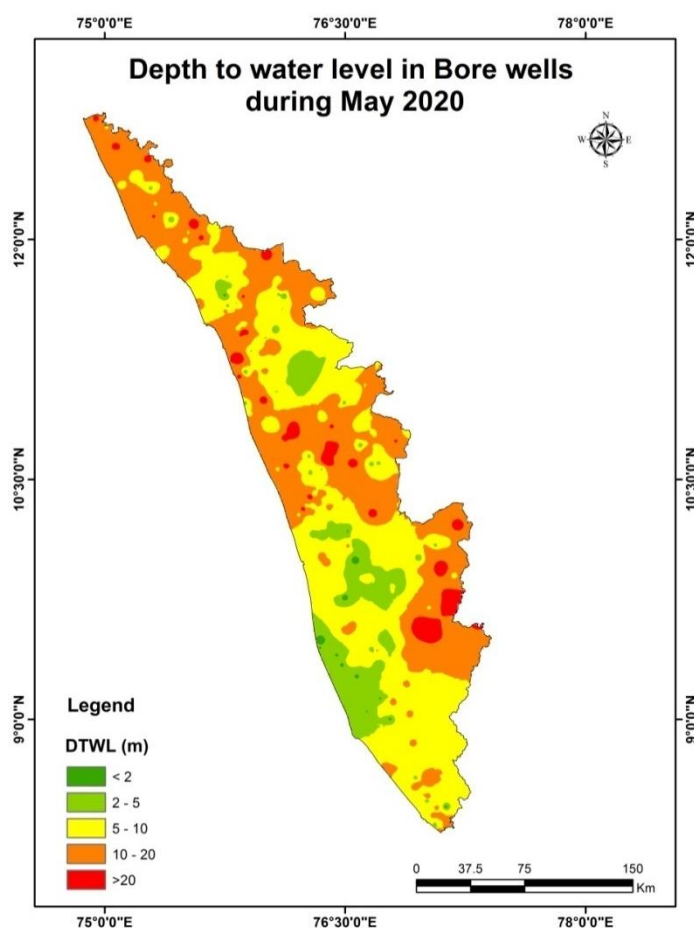 75°0'0"E 76°30'0"E 78°0'0"E
Depth to water level in Bore wells
during May 2020
N
W E
S
12°0'0"N 12°0'0"N
10°30'0"N 10°30'0"N
9°0'0"N 9°0'0"N
Legend
DTWL (m)
< 2
2 - 5
5 - 10
10 - 20
>20
0 37.5 75 150
Km
75°0'0"E 76°30'0"E 78°0'0"E